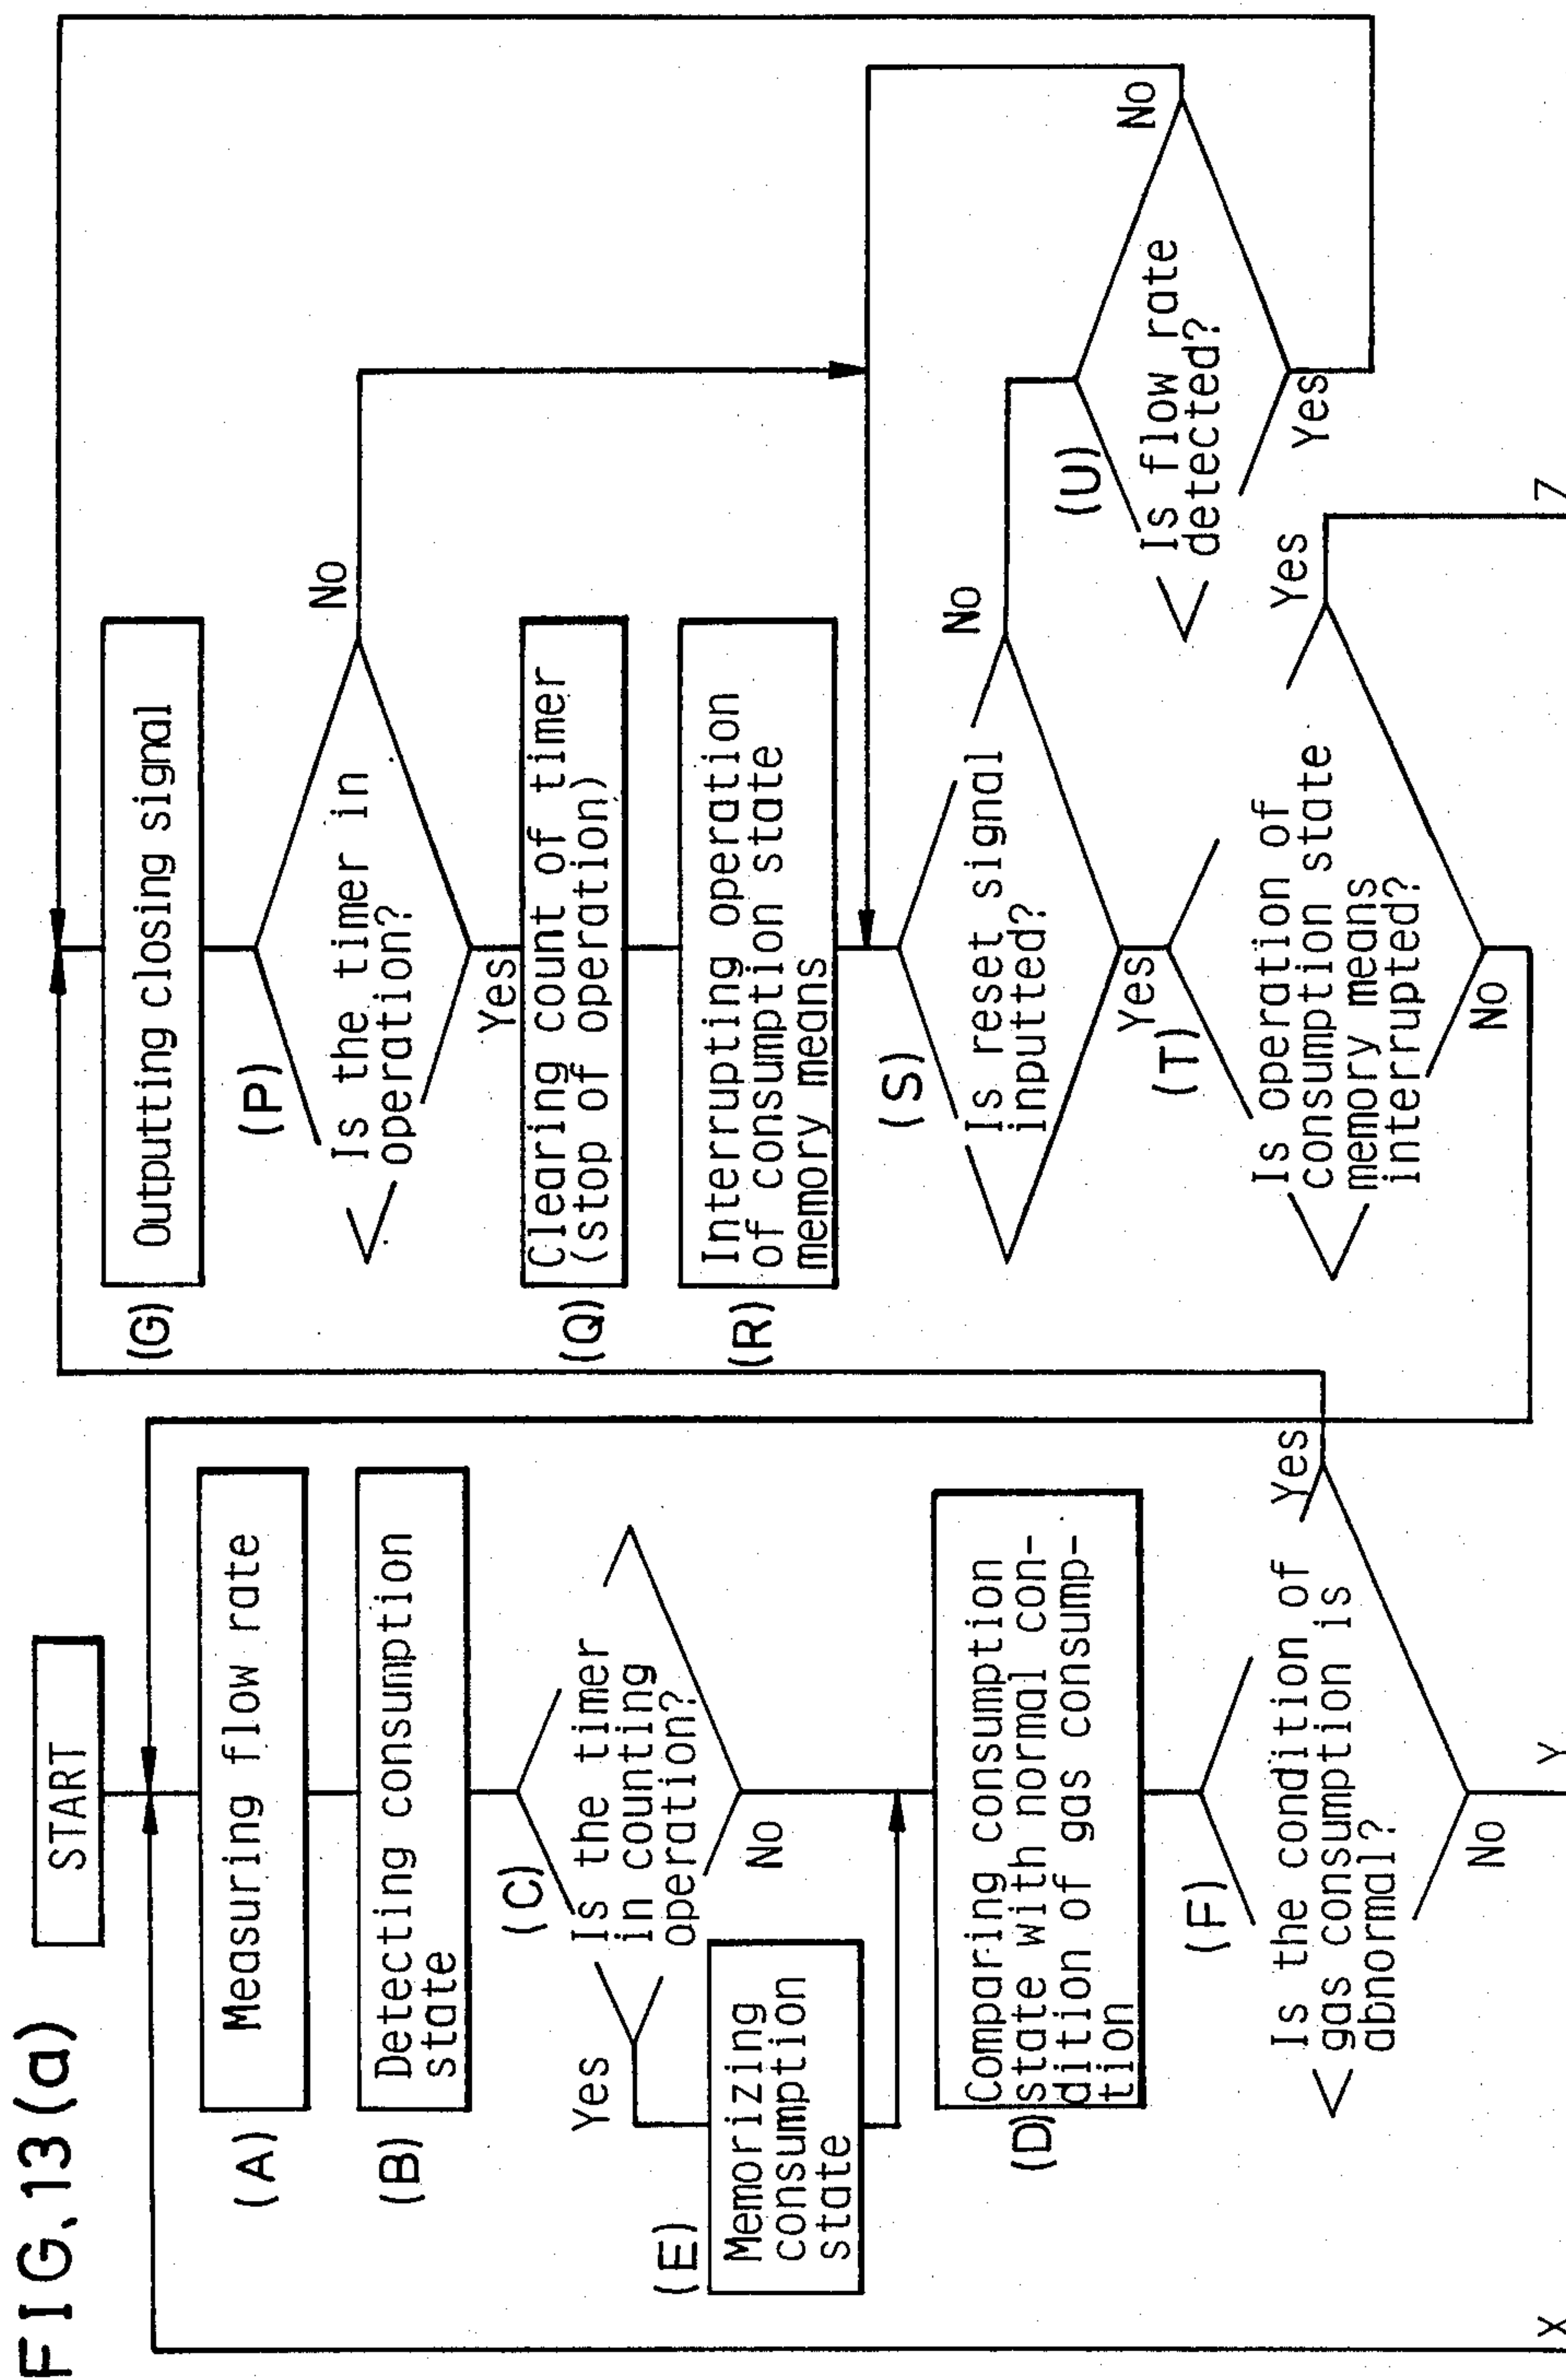 FIG.13(a)
START
(A)
Measuring flow rate
(B)
Detecting consumption
state
(C)
Is the timer
in counting
operation?
Yes
No
(E)
Memorizing
consumption
state
(D)
Comparing consumption
state with normal con-
dition of gas consump-
tion
(F)
Is the condition of
gas consumption is
abnormal?
Yes
No
X
Y
(G)
Outputting closing signal
(P)
Is the timer in
operation?
No
Yes
(Q)
Clearing count of timer
(stop of operation)
(R)
Interrupting operation
of consumption state
memory means
(S)
Is reset signal
inputted?
No
Yes
(U)
Is flow rate
detected?
No
Yes
(T)
Is operation of
consumption state
memory means
interrupted?
Yes
No
Z